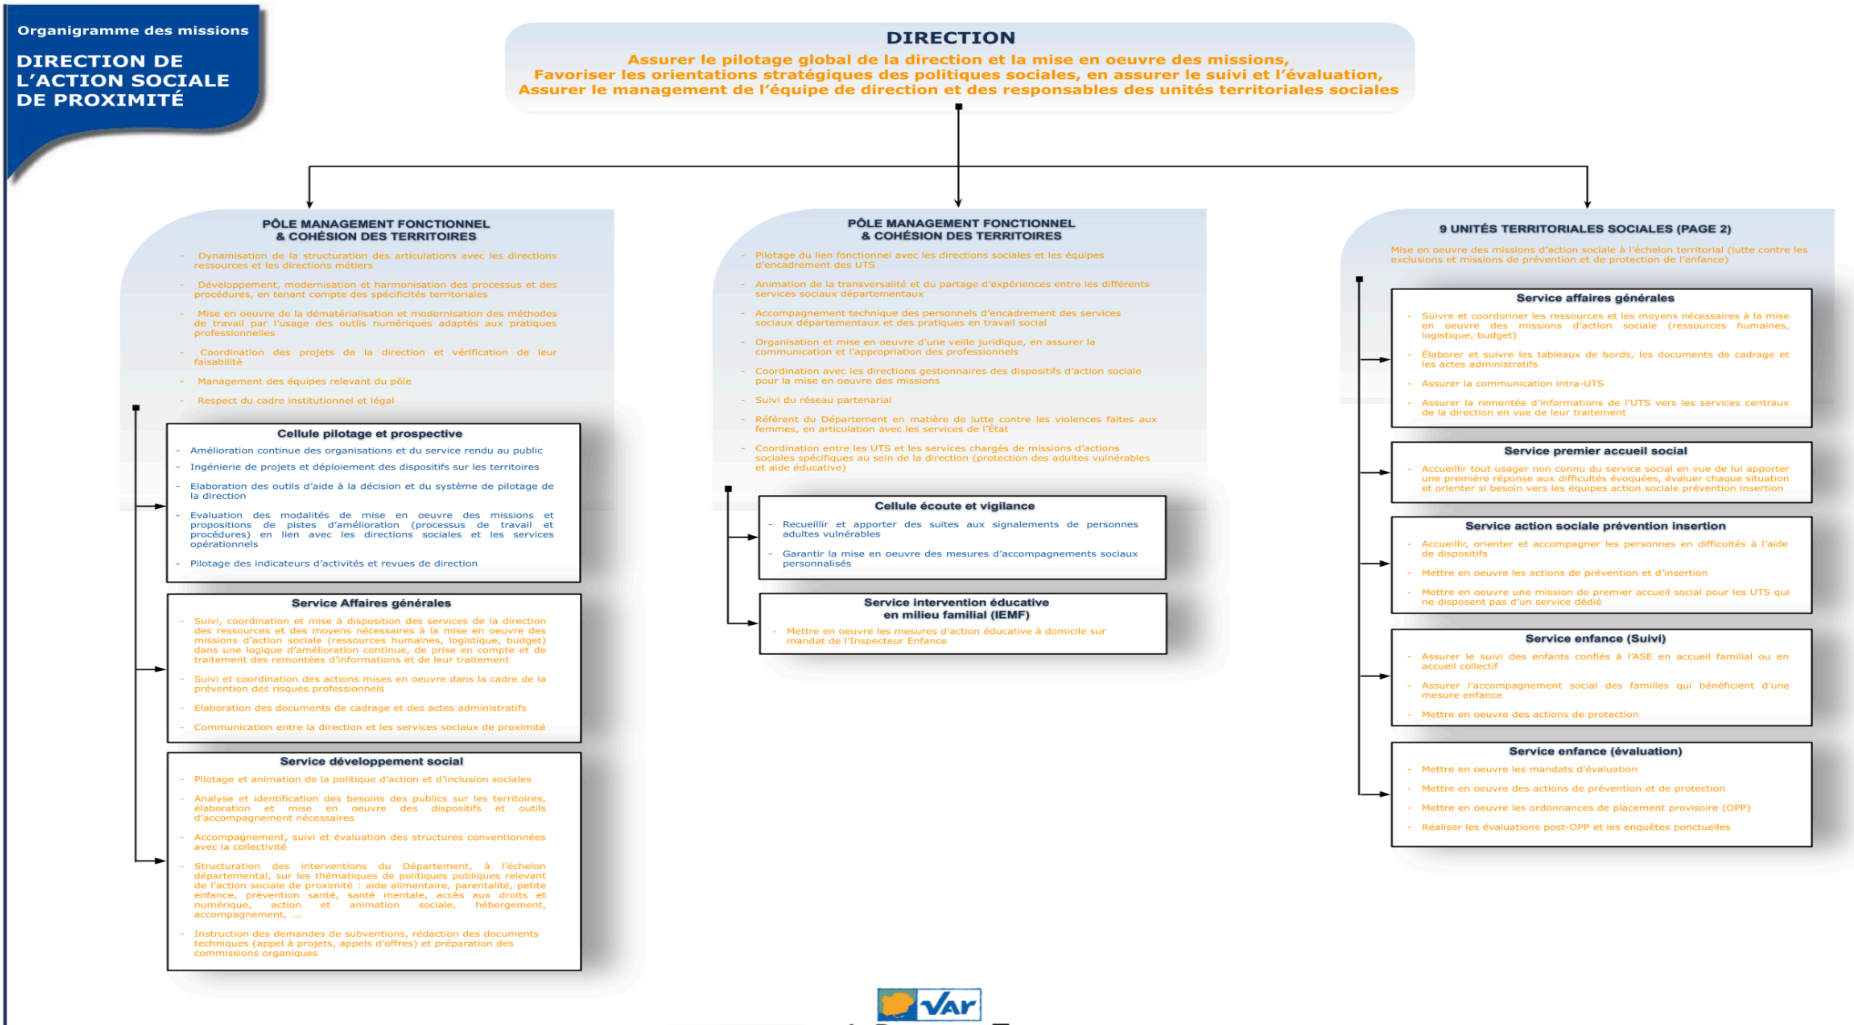 Organigramme des missions
DIRECTION DE
L'ACTION SOCIALE
DE PROXIMITÉ
DIRECTION
Assurer le pilotage global de la direction et la mise en oeuvre des missions,
Favoriser les orientations stratégiques des politiques sociales, en assurer le suivi et l'évaluation,
Assurer le management de l'équipe de direction et des responsables des unités territoriales sociales
PÔLE MANAGEMENT FONCTIONNEL
& COHÉSION DES TERRITOIRES
- Dynamisation de la structuration des articulations avec les directions
ressources et les directions métiers
- Développement, modernisation et harmonisation des processus et des
procédures, en tenant compte des spécificités territoriales
- Mise en oeuvre de la dématérialisation et modernisation des méthodes
de travail par l'usage des outils numériques adaptés aux pratiques
professionnelles
- Coordination des projets de la direction et vérification de leur
faisabilité
- Management des équipes relevant du pôle
- Respect du cadre institutionnel et légal
Cellule pilotage et prospective
- Amélioration continue des organisations et du service rendu au public
- Ingénierie de projets et déploiement des dispositifs sur les territoires
- Elaboration des outils d'aide à la décision et du système de pilotage de
la direction
- Evaluation des modalités de mise en oeuvre des missions et
propositions de pistes d'amélioration (processus de travail et
procédures) en lien avec les directions sociales et les services
opérationnels
- Pilotage des indicateurs d'activités et revues de direction
Service Affaires générales
- Suivi, coordination et mise à disposition des services de la direction
des ressources et des moyens nécessaires à la mise en oeuvre des
missions d'action sociale (ressources humaines, logistique, budget)
dans une logique d'amélioration continue, de prise en compte et de
traitement des remontées d'informations et de leur traitement
- Suivi et coordination des actions mises en oeuvre dans la cadre de la
prévention des risques professionnels
- Elaboration des documents de cadrage et des actes administratifs
- Communication entre la direction et les services sociaux de proximité
Service développement social
- Pilotage et animation de la politique d'action et d'inclusion sociales
- Analyse et identification des besoins des publics sur les territoires,
élaboration et mise en oeuvre des dispositifs et outils
d'accompagnement nécessaires
- Accompagnement, suivi et évaluation des structures conventionnées
avec la collectivité
- Structuration des interventions du Département, à l'échelon
départemental, sur les thématiques de politiques publiques relevant
de l'action sociale de proximité : aide alimentaire, parentalité, petite
enfance, prévention santé, santé mentale, accès aux droits et
numérique, action et animation sociale, hébergement,
accompagnement, ...
- Instruction des demandes de subventions, rédaction des documents
techniques (appel à projets, appels d'offres) et préparation des
commissions organiques
PÔLE MANAGEMENT FONCTIONNEL
& COHÉSION DES TERRITOIRES
- Pilotage du lien fonctionnel avec les directions sociales et les équipes
d'encadrement des UTS
- Animation de la transversalité et du partage d'expériences entre les différents
services sociaux départementaux
- Accompagnement technique des personnels d'encadrement des services
sociaux départementaux et des pratiques en travail social
- Organisation et mise en oeuvre d'une veille juridique, en assurer la
communication et l'appropriation des professionnels
- Coordination avec les directions gestionnaires des dispositifs d'action sociale
pour la mise en oeuvre des missions
- Suivi du réseau partenarial
- Référent du Département en matière de lutte contre les violences faites aux
femmes, en articulation avec les services de l'État
- Coordination entre les UTS et les services chargés de missions d'actions
sociales spécifiques au sein de la direction (protection des adultes vulnérables
et aide éducative)
Cellule écoute et vigilance
- Recueillir et apporter des suites aux signalements de personnes
adultes vulnérables
- Garantir la mise en oeuvre des mesures d'accompagnements sociaux
personnalisés
Service intervention éducative
en milieu familial (IEMF)
- Mettre en oeuvre les mesures d'action éducative à domicile sur
mandat de l'Inspecteur Enfance
9 UNITÉS TERRITORIALES SOCIALES (PAGE 2)
Mise en oeuvre des missions d'action sociale à l'échelon territorial (lutte contre les
exclusions et missions de prévention et de protection de l'enfance)
Service affaires générales
- Suivre et coordonner les ressources et les moyens nécessaires à la mise
en oeuvre des missions d'action sociale (ressources humaines,
logistique, budget)
- Élaborer et suivre les tableaux de bords, les documents de cadrage et
les actes administratifs
- Assurer la communication intra-UTS
- Assurer la remontée d'informations de l'UTS vers les services centraux
de la direction en vue de leur traitement
Service premier accueil social
- Accueillir tout usager non connu du service social en vue de lui apporter
une première réponse aux difficultés évoquées, évaluer chaque situation
et orienter si besoin vers les équipes action sociale prévention insertion
Service action sociale prévention insertion
- Accueillir, orienter et accompagner les personnes en difficultés à l'aide
de dispositifs
- Mettre en oeuvre les actions de prévention et d'insertion
- Mettre en oeuvre une mission de premier accueil social pour les UTS qui
ne disposent pas d'un service dédié
Service enfance (Suivi)
- Assurer le suivi des enfants confiés à l'ASE en accueil familial ou en
accueil collectif
- Assurer l'accompagnement social des familles qui bénéficient d'une
mesure enfance
- Mettre en oeuvre des actions de protection
Service enfance (évaluation)
- Mettre en oeuvre les mandats d'évaluation
- Mettre en oeuvre des actions de prévention et de protection
- Mettre en oeuvre les ordonnances de placement provisoire (OPP)
- Réaliser les évaluations post-OPP et les enquêtes ponctuelles
VAr